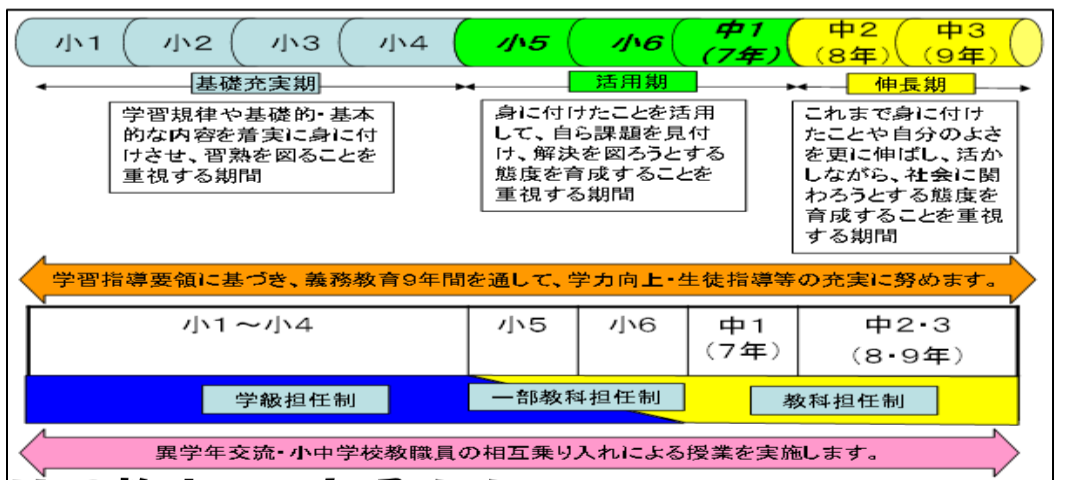 小1 小2 小3 小4 小5 小6 中1 中2 中3
(7年) (8年) (9年)
基礎充実期 活用期 伸長期
学習規律や基礎的・基本
的な内容を着実に身に付
けさせ、習熟を図ることを
重視する期間
身に付けたことを活用
して、自ら課題を見付
け、解決を図ろうとする
態度を育成することを
重視する期間
これまで身に付け
たことや自分のよさ
を更に伸ばし、活か
しながら、社会に関
わろうとする態度を
育成することを重視
する期間
学習指導要領に基づき、義務教育9年間を通して、学力向上・生徒指導等の充実に努めます。
小1～小4 小5 小6 中1 中2・3
(7年) (8・9年)
学級担任制 一部教科担任制 教科担任制
異学年交流・小中学校教職員の相互乗り入れによる授業を実施します。